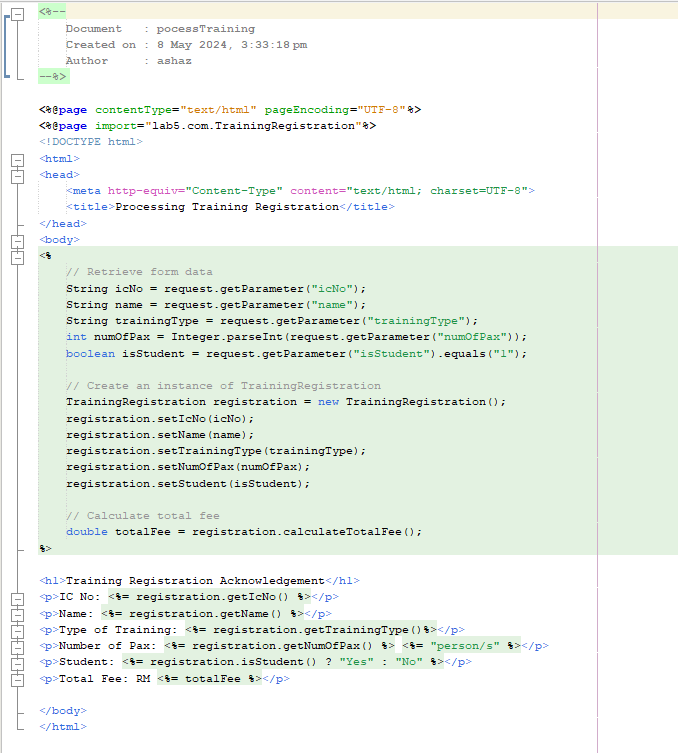 <%--
    Document   : pocessTraining
    Created on : 8 May 2024, 3:33:18 pm
    Author     : ashaz
--%>

<%@page contentType="text/html" pageEncoding="UTF-8"%>
<%@page import="lab5.com.TrainingRegistration"%>
<!DOCTYPE html>
<html>
<head>
    <meta http-equiv="Content-Type" content="text/html; charset=UTF-8">
    <title>Processing Training Registration</title>
</head>
<body>
<%
    // Retrieve form data
    String icNo = request.getParameter("icNo");
    String name = request.getParameter("name");
    String trainingType = request.getParameter("trainingType");
    int numOfPax = Integer.parseInt(request.getParameter("numOfPax"));
    boolean isStudent = request.getParameter("isStudent").equals("1");

    // Create an instance of TrainingRegistration
    TrainingRegistration registration = new TrainingRegistration();
    registration.setIcNo(icNo);
    registration.setName(name);
    registration.setTrainingType(trainingType);
    registration.setNumOfPax(numOfPax);
    registration.setStudent(isStudent);

    // Calculate total fee
    double totalFee = registration.calculateTotalFee();
%>

<h1>Training Registration Acknowledgement</h1>
<p>IC No: <%= registration.getIcNo() %></p>
<p>Name: <%= registration.getName() %></p>
<p>Type of Training: <%= registration.getTrainingType()%></p>
<p>Number of Pax: <%= registration.getNumOfPax() %> <%= "person/s" %></p>
<p>Student: <%= registration.isStudent() ? "Yes" : "No" %></p>
<p>Total Fee: RM <%= totalFee %></p>

</body>
</html>